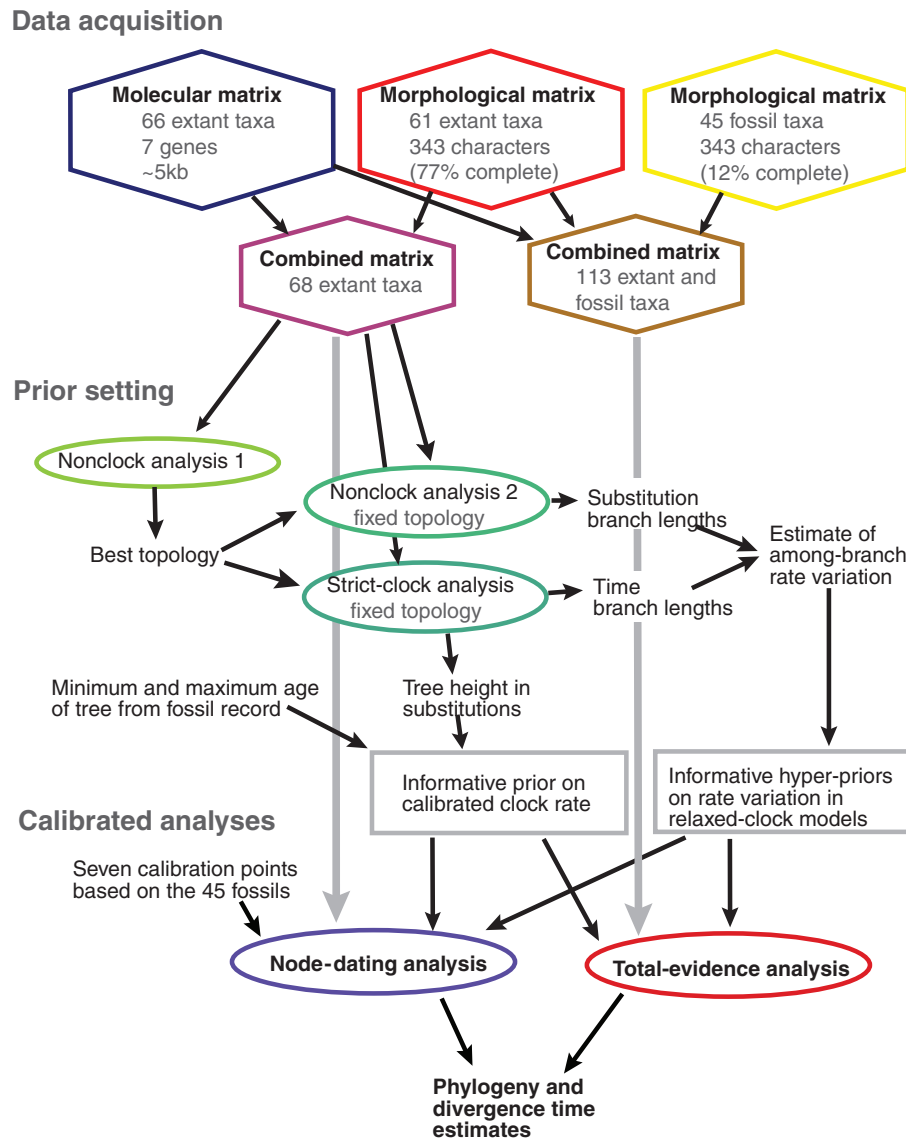 Data acquisition
Molecular matrix
66 extant taxa
7 genes
~5kb
Morphological matrix
61 extant taxa
343 characters
(77% complete)
Morphological matrix
45 fossil taxa
343 characters
(12% complete)
Combined matrix
68 extant taxa
Combined matrix
113 extant and
fossil taxa
Prior setting
Nonclock analysis 1
Nonclock analysis 2
fixed topology
Substitution
branch lengths
Estimate of
among-branch
rate variation
Best topology
Strict-clock analysis
fixed topology
Time
branch lengths
Minimum and maximum age
of tree from fossil record
Tree height in
substitutions
Informative prior on
calibrated clock rate
Informative hyper-priors
on rate variation in
relaxed-clock models
Calibrated analyses
Seven calibration points
based on the 45 fossils
Node-dating analysis
Total-evidence analysis
Phylogeny and
divergence time
estimates